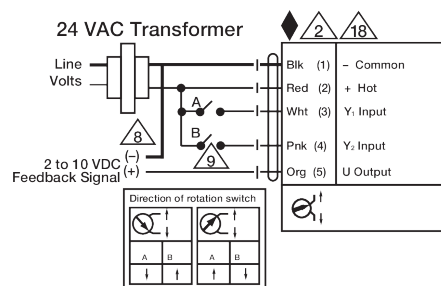 24 VAC Transformer
2
18
Line
Volts
Blk (1) – Common
Red (2) + Hot
A
Wht (3) Y1 Input
B
Pnk (4) Y2 Input
8
9
2 to 10 VDC (–)
Feedback Signal (+)
Org (5) U Output
Direction of rotation switch
A B
A B